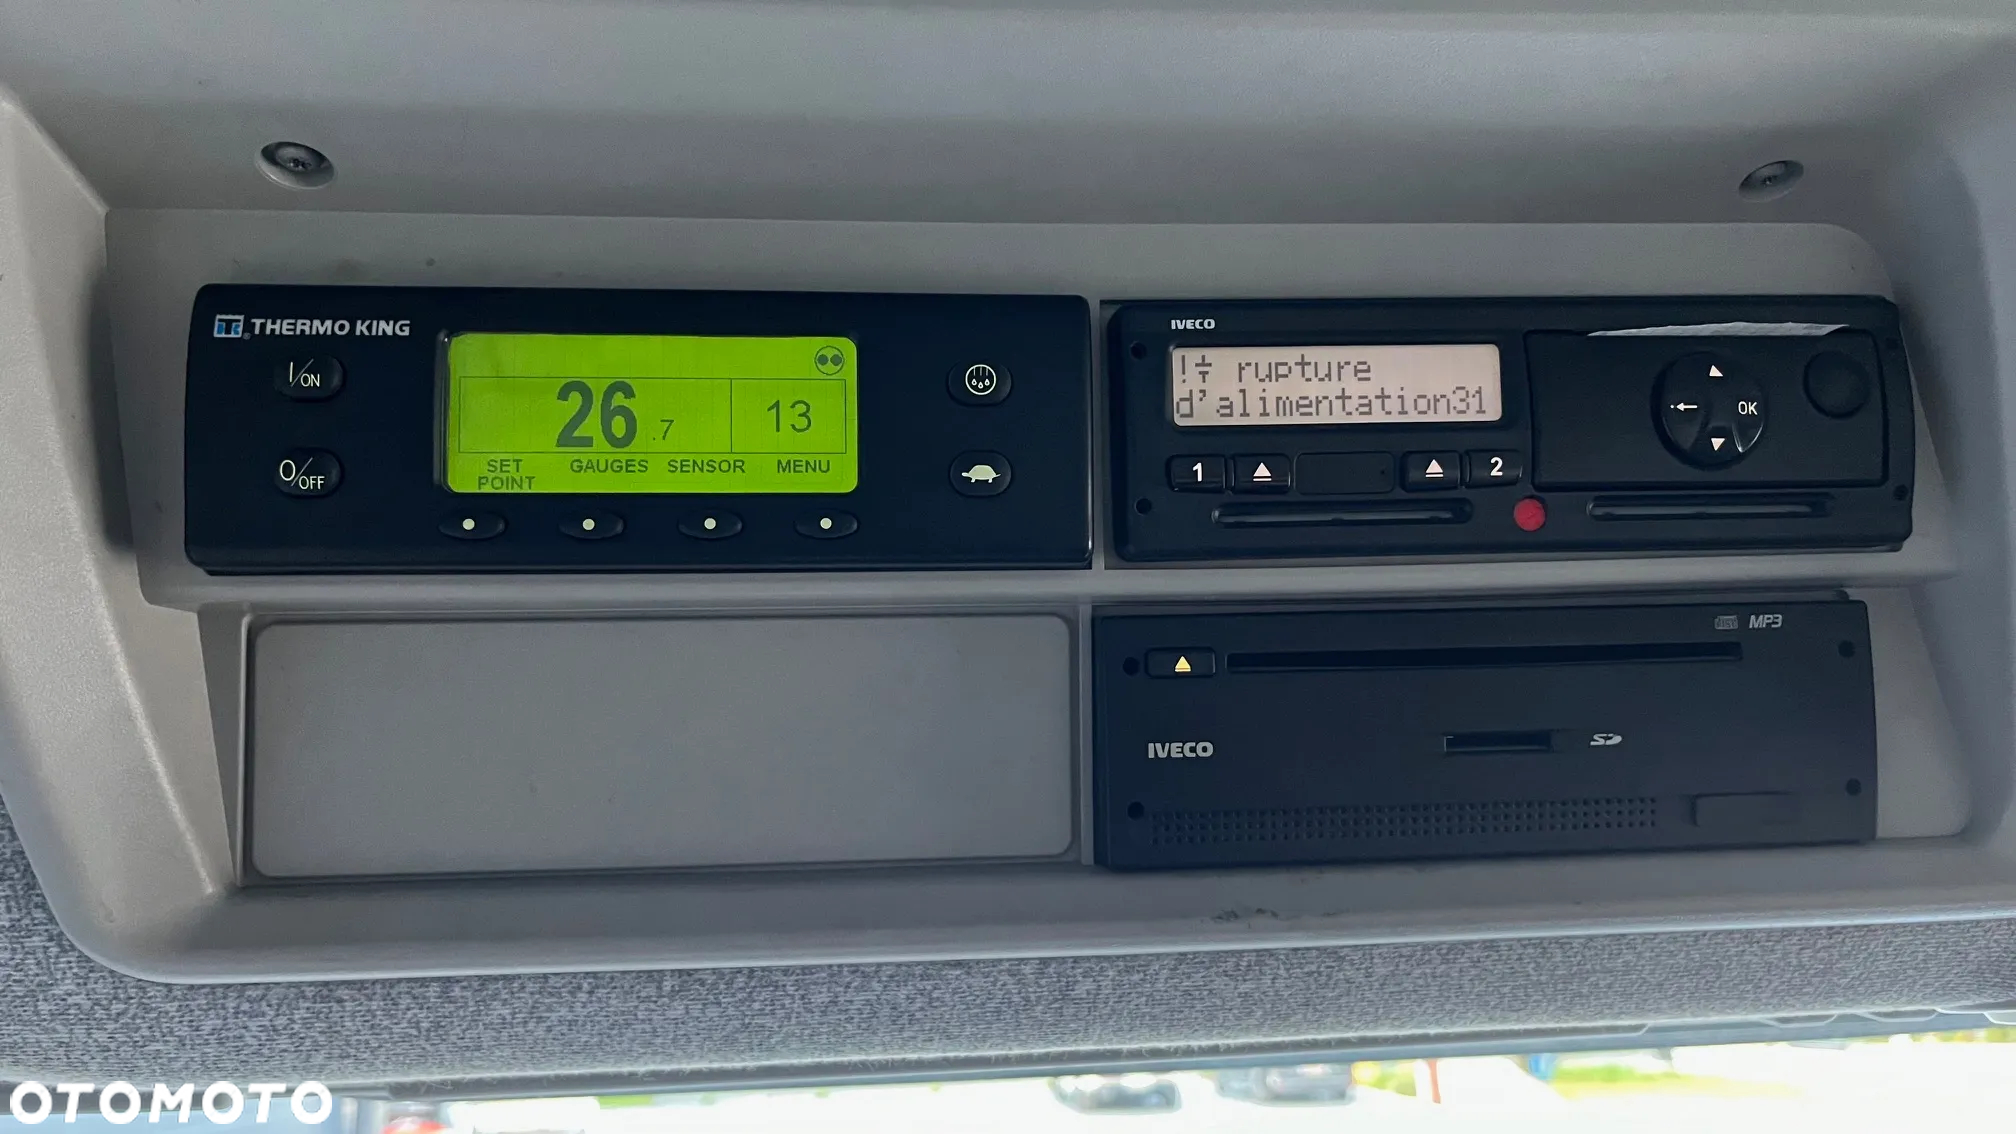 THERMO KING
I/ON
O/OFF
26.7
13
SET POINT
GAUGES
SENSOR
MENU
IVECO
!÷ rupture
d'alimentation31
1
2
OK
disc MP3
IVECO
SD
OTOMOTO